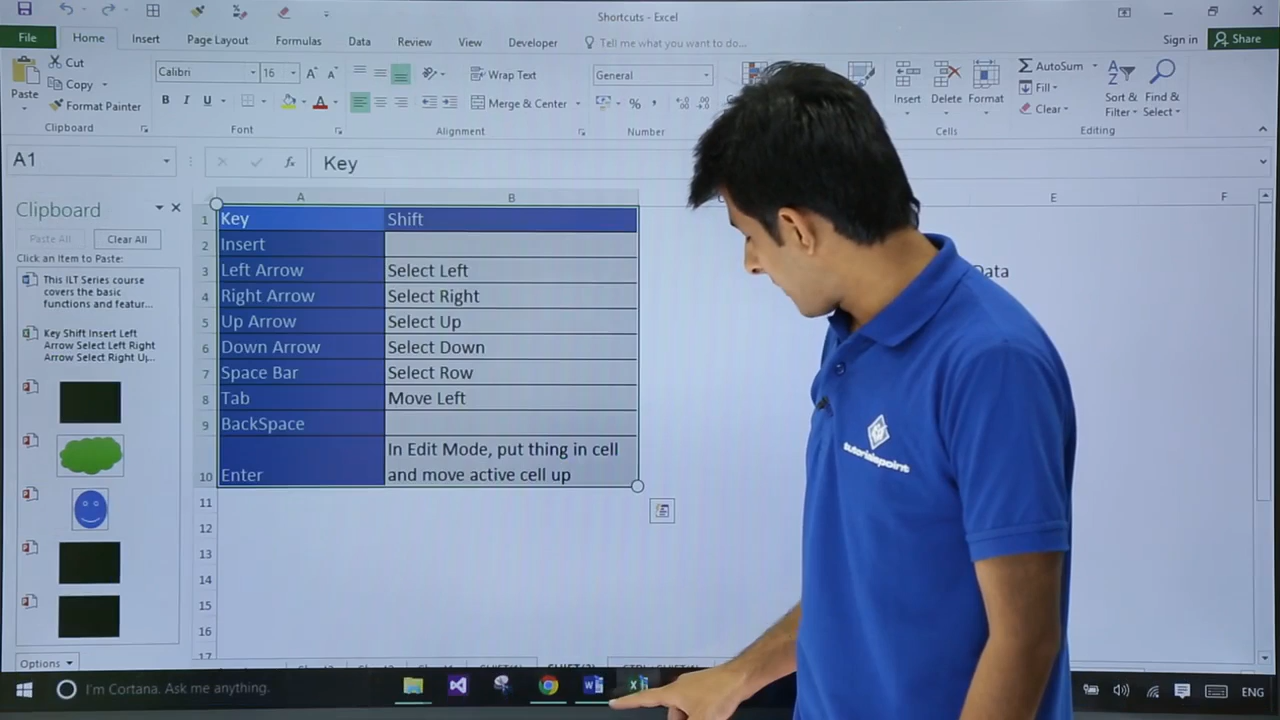 Shortcuts - Excel
File Home Insert Page Layout Formulas Data Review View Developer Tell me what you want to do... Sign in Share
Paste
Cut
Copy
Format Painter
Clipboard
Calibri 16
B I U
Font
Wrap Text
Merge & Center
Alignment
General
%
Number
Insert Delete Format
Cells
AutoSum
Fill
Clear
Sort & Filter
Find & Select
Editing
A1 fx Key
Clipboard
Paste All Clear All
Click an Item to Paste:
This ILT Series course
covers the basic
functions and featur...
Key Shift Insert Left
Arrow Select Left Right
Arrow Select Right U...
Options
A B E F
1 Key Shift
2 Insert
3 Left Arrow Select Left
4 Right Arrow Select Right
5 Up Arrow Select Up
6 Down Arrow Select Down
7 Space Bar Select Row
8 Tab Move Left
9 BackSpace
In Edit Mode, put thing in cell
10 Enter and move active cell up
11
12
13
14
15
16
17
Data
tutorialspoint
I'm Cortana. Ask me anything.
ENG